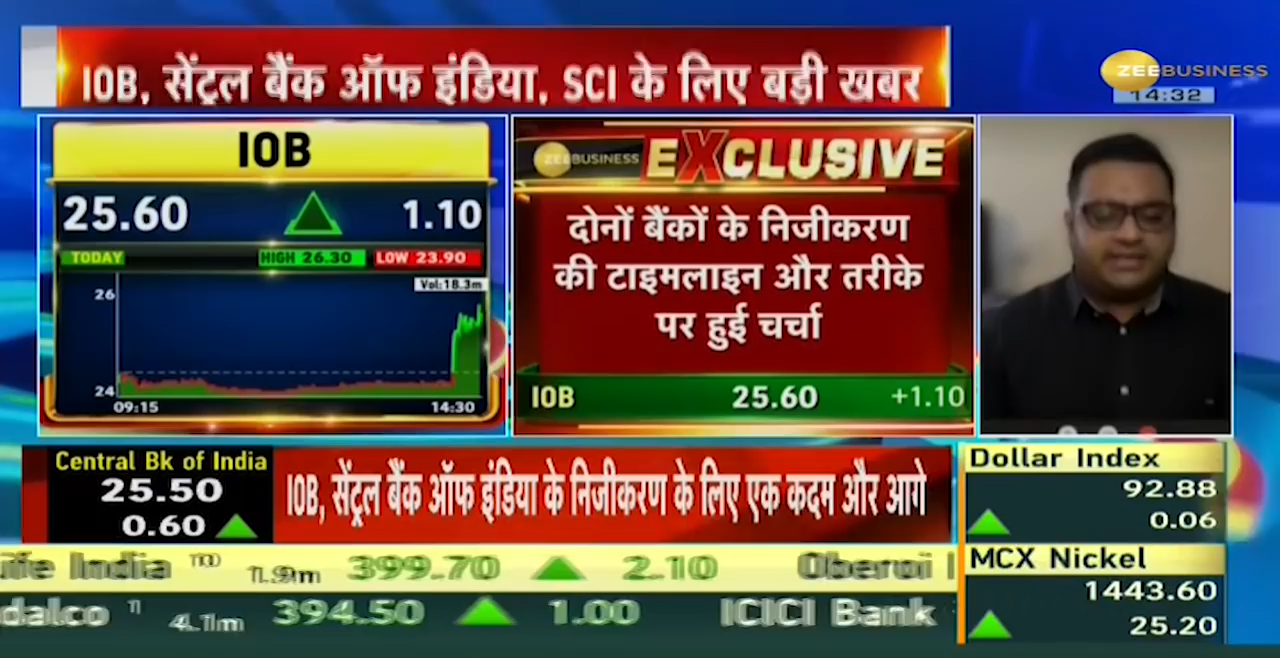 IOB, सेंट्रल बैंक ऑफ इंडिया, SCI के लिए बड़ी खबर
ZEEBUSINESS
14:32
IOB
25.60 1.10
TODAY HIGH 26.30 LOW 23.90
Vol:18.3m
26
24
09:15 14:30
ZEEBUSINESS EXCLUSIVE
दोनों बैंकों के निजीकरण
की टाइमलाइन और तरीके
पर हुई चर्चा
IOB 25.60 +1.10
Central Bk of India
25.50
0.60
IOB, सेंट्रल बैंक ऑफ इंडिया के निजीकरण के लिए एक कदम और आगे
Dollar Index
92.88
0.06
MCX Nickel
1443.60
25.20
India 399.70 2.10 Oberoi
dalco 4.1m 394.50 1.00 ICICI Bank